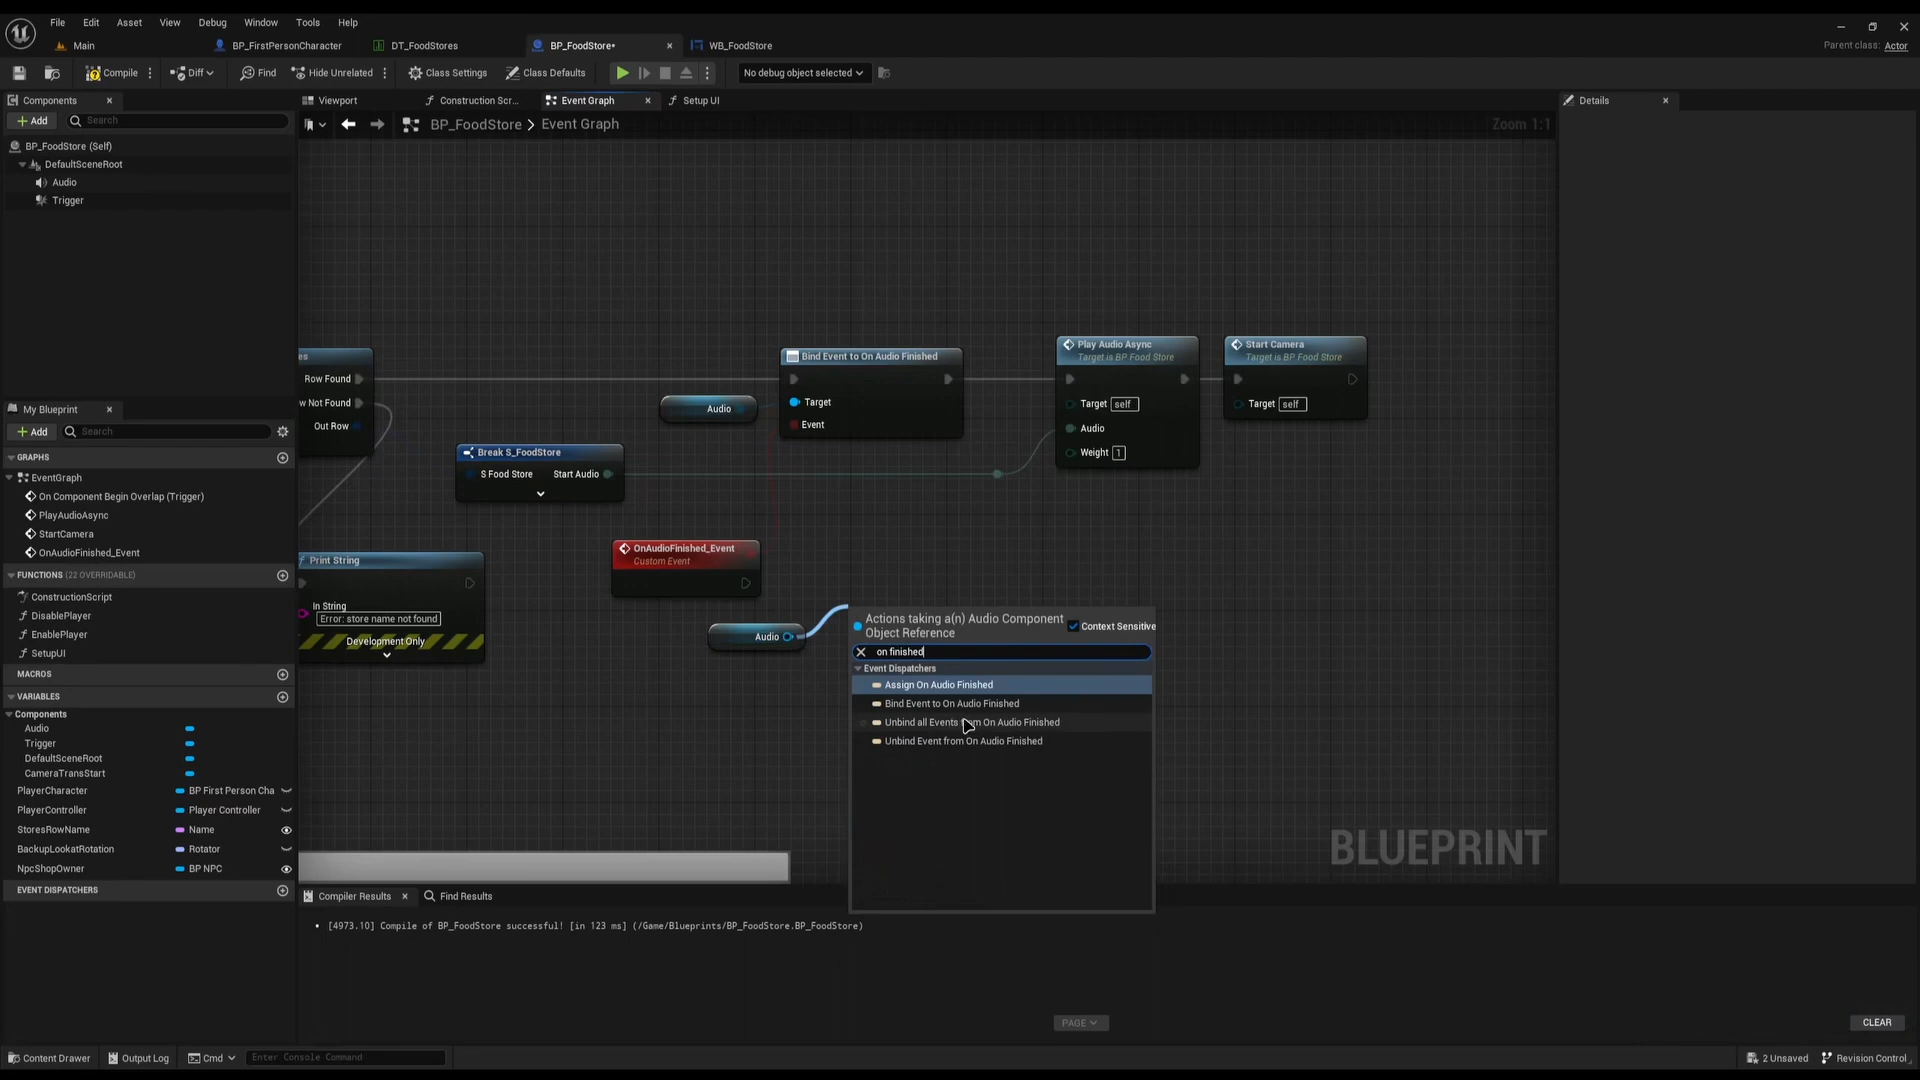 File Edit Asset View Debug Window Tools Help
Main BP_FirstPersonCharacter DT_FoodStores BP_FoodStore• WB_FoodStore
Parent class: Actor
Compile Diff Find Hide Unrelated Class Settings Class Defaults No debug object selected
Components
Add Search
BP_FoodStore (Self)
DefaultSceneRoot
Audio
Trigger
My Blueprint
Add Search
GRAPHS
EventGraph
On Component Begin Overlap (Trigger)
PlayAudioAsync
StartCamera
OnAudioFinished_Event
FUNCTIONS (22 OVERRIDABLE)
ConstructionScript
DisablePlayer
EnablePlayer
SetupUI
MACROS
VARIABLES
Components
Audio
Trigger
DefaultSceneRoot
CameraTransStart
PlayerCharacter BP First Person Cha
PlayerController Player Controller
StoresRowName Name
BackupLookatRotation Rotator
NpcShopOwner BP NPC
EVENT DISPATCHERS
Viewport Construction Scr... Event Graph Setup UI
BP_FoodStore > Event Graph
Zoom 1:1
es
Row Found
w Not Found
Out Row
Break S_FoodStore
S Food Store Start Audio
Print String
In String
Error: store name not found
Development Only
Audio
Bind Event to On Audio Finished
Target
Event
OnAudioFinished_Event
Custom Event
Audio
Play Audio Async
Target is BP Food Store
Target self
Audio
Weight 1
Start Camera
Target is BP Food Store
Target self
Actions taking a(n) Audio Component
Object Reference
Context Sensitive
on finished
Event Dispatchers
Assign On Audio Finished
Bind Event to On Audio Finished
Unbind all Events from On Audio Finished
Unbind Event from On Audio Finished
BLUEPRINT
Details
Compiler Results Find Results
[4973.10] Compile of BP_FoodStore successful! [in 123 ms] (/Game/Blueprints/BP_FoodStore.BP_FoodStore)
PAGE
CLEAR
Content Drawer Output Log Cmd Enter Console Command
2 Unsaved Revision Control